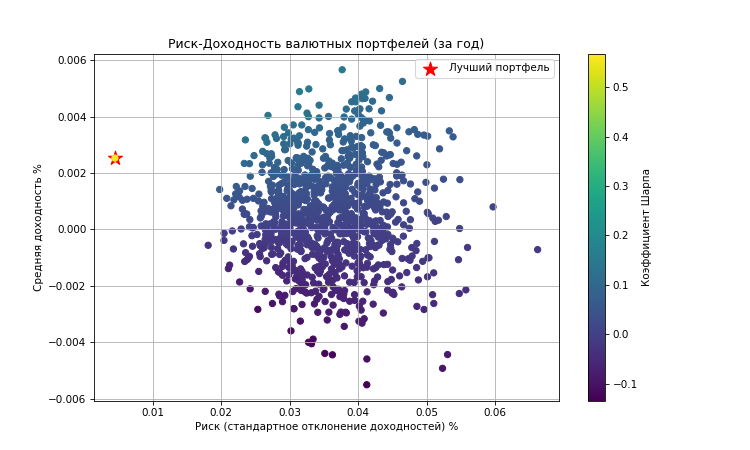 Риск-Доходность валютных портфелей (за год)
Лучший портфель
0.006
0.004
0.002
0.000
−0.002
−0.004
−0.006
Средняя доходность %
0.01 0.02 0.03 0.04 0.05 0.06
Риск (стандартное отклонение доходностей) %
0.5
0.4
0.3
0.2
0.1
0.0
−0.1
Коэффициент Шарпа